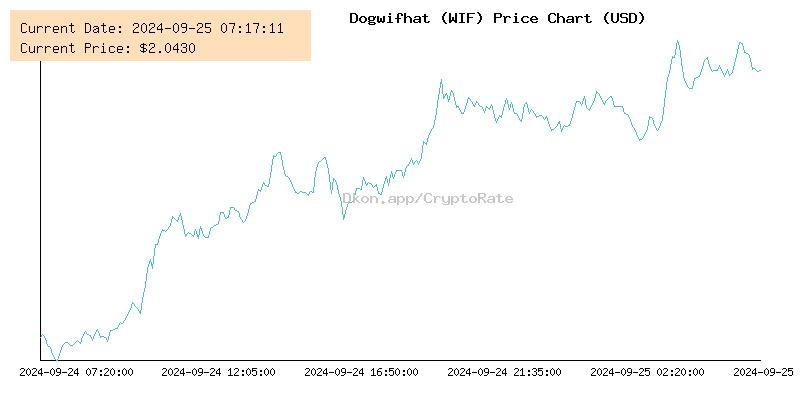 Dogwifhat (WIF) Price Chart (USD)
Current Date: 2024-09-25 07:17:11
Current Price: $2.0430
Dkon.app/CryptoRate
2024-09-24 07:20:00 2024-09-24 12:05:00 2024-09-24 16:50:00 2024-09-24 21:35:00 2024-09-25 02:20:00 2024-09-25